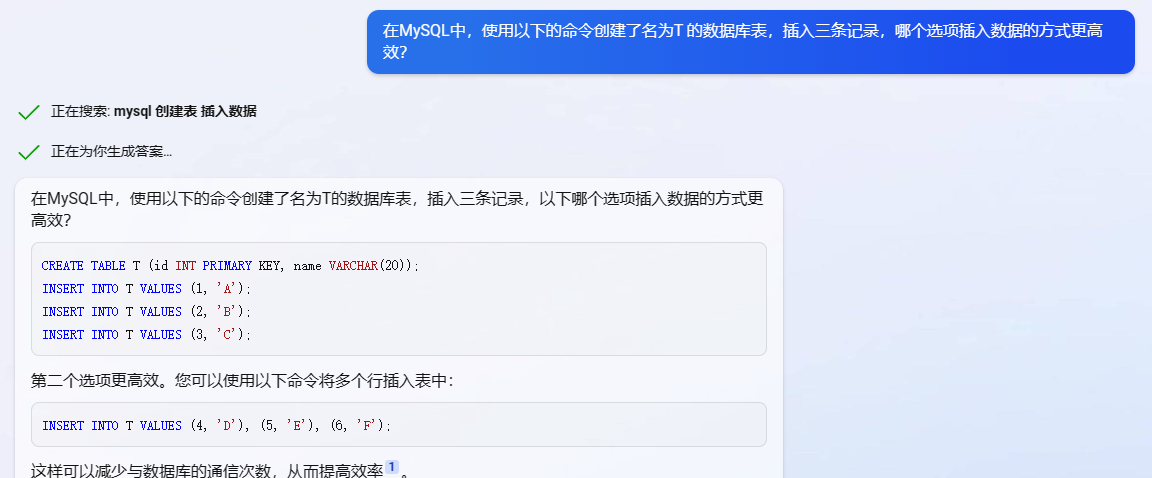 在MySQL中，使用以下的命令创建了名为T 的数据库表，插入三条记录，哪个选项插入数据的方式更高
效？
正在搜索: mysql 创建表 插入数据
正在为你生成答案...
在MySQL中，使用以下的命令创建了名为T的数据库表，插入三条记录，以下哪个选项插入数据的方式更
高效？
CREATE TABLE T (id INT PRIMARY KEY, name VARCHAR(20));
INSERT INTO T VALUES (1, 'A');
INSERT INTO T VALUES (2, 'B');
INSERT INTO T VALUES (3, 'C');
第二个选项更高效。您可以使用以下命令将多个行插入表中：
INSERT INTO T VALUES (4, 'D'), (5, 'E'), (6, 'F');
这样可以减少与数据库的通信次数，从而提高效率1。